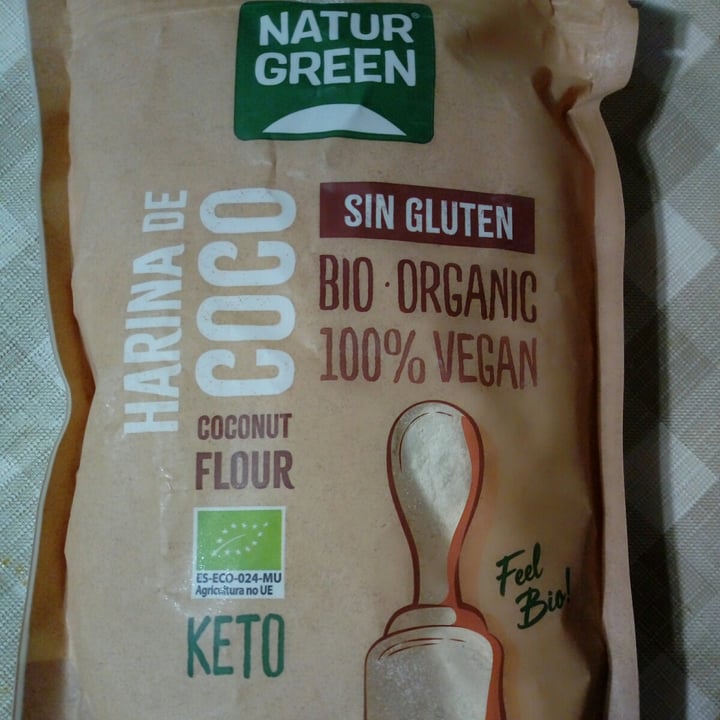 NATUR®
GREEN
HARINA DE
COCO
COCONUT
FLOUR
SIN GLUTEN
BIO · ORGANIC
100% VEGAN
ES-ECO-024-MU
Agricultura no UE
KETO
Feel
Bio!